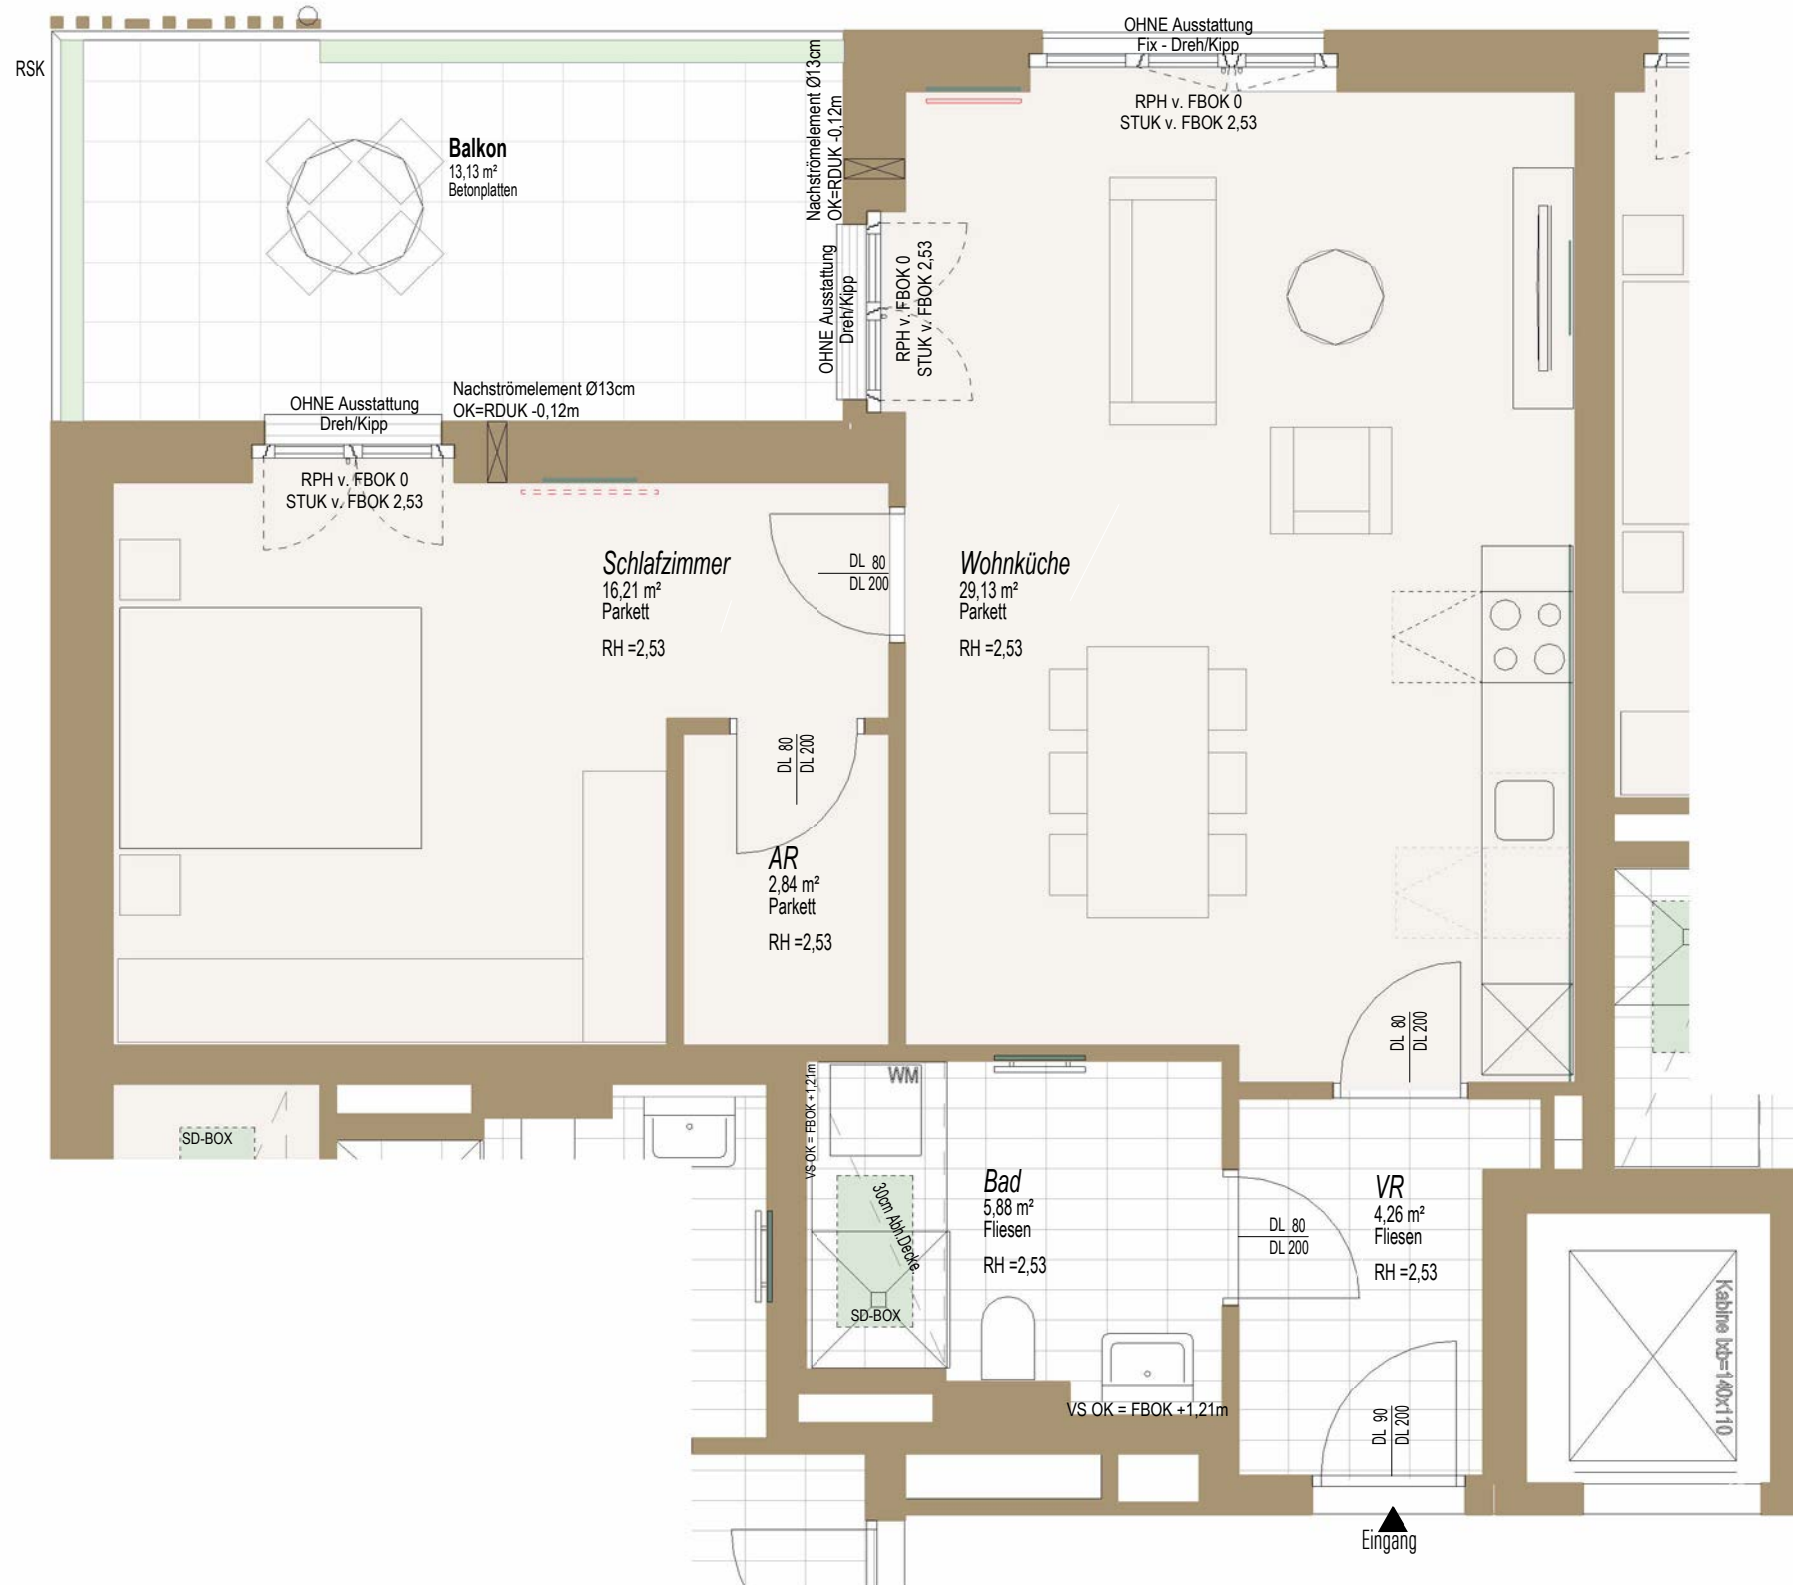 OHNE Ausstattung
Fix - Dreh/Kipp
RSK
Nachströmelement Ø13cm
OK=RDUK -0,12m
RPH v. FBOK 0
STUK v. FBOK 2,53
Balkon
13,13 m²
Betonplatten
OHNE Ausstattung
Dreh/Kipp
RPH v. FBOK 0
STUK v. FBOK 2,53
Nachströmelement Ø13cm
OK=RDUK -0,12m
OHNE Ausstattung
Dreh/Kipp
RPH v. FBOK 0
STUK v. FBOK 2,53
Schlafzimmer
16,21 m²
Parkett
RH =2,53
DL 80
DL 200
Wohnküche
29,13 m²
Parkett
RH =2,53
DL 80
DL 200
AR
2,84 m²
Parkett
RH =2,53
DL 80
DL 200
WM
VS OK = FBOK +1,21m
SD-BOX
Bad
5,88 m²
Fliesen
RH =2,53
30cm Abh.Decke.
SD-BOX
DL 80
DL 200
VR
4,26 m²
Fliesen
RH =2,53
Kabine lxb=140x110
VS OK = FBOK +1,21m
DL 90
DL 200
Eingang